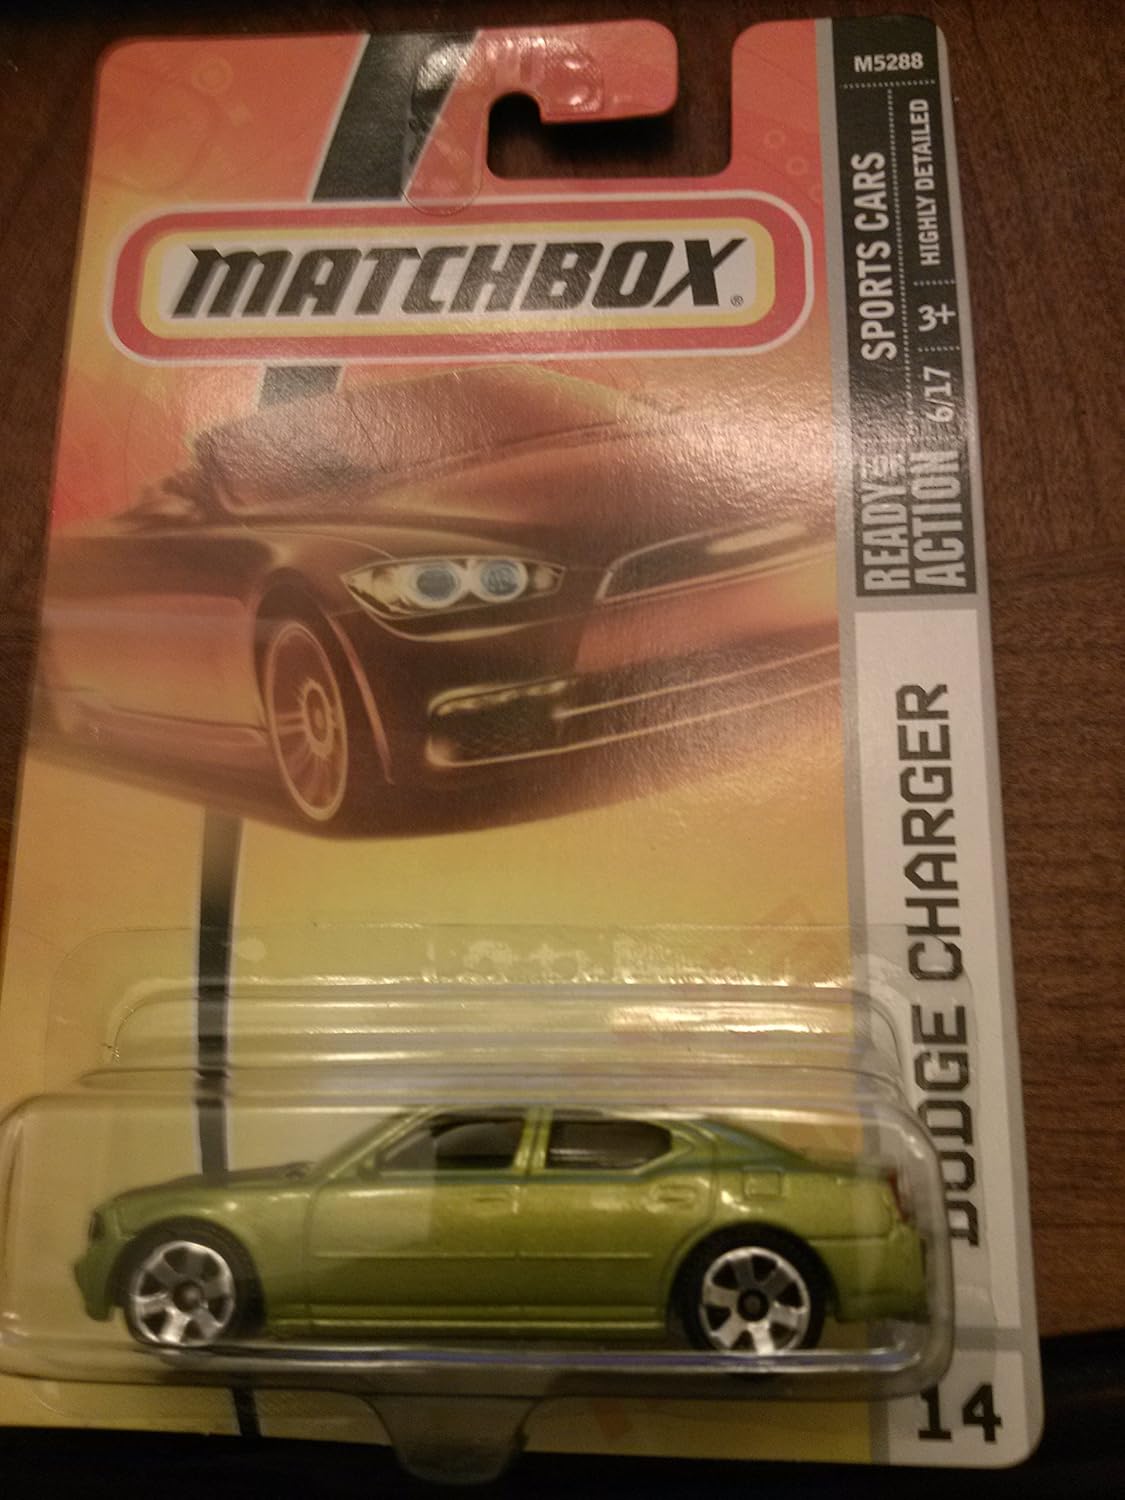 MATCHBOX®
M5288
SPORTS CARS
HIGHLY DETAILED
3+
6/17
READY FOR
ACTION
DODGE CHARGER
14